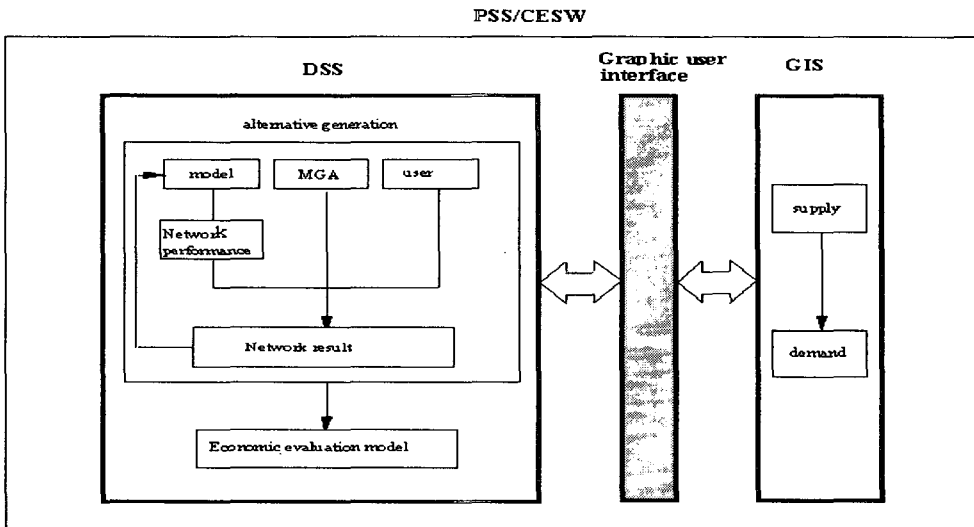 PSS/CESW
DSS
Graphic user
interface
GIS
alternative generation
model
MGA
user
Network
performance
Network result
Economic evaluation model
supply
demand